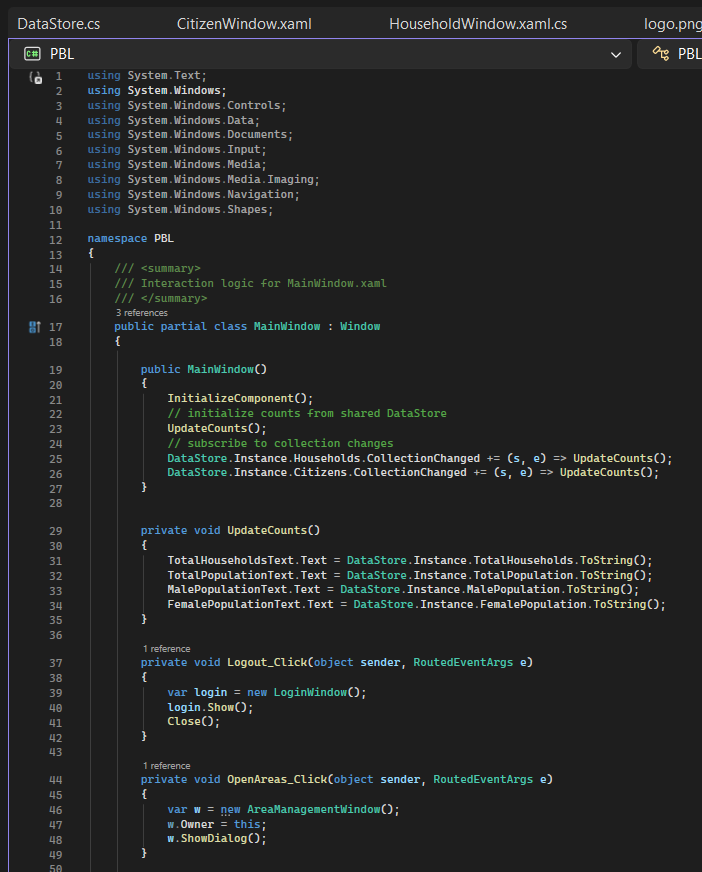 DataStore.cs CitizenWindow.xaml HouseholdWindow.xaml.cs logo.png
C# PBL PBL
1 using System.Text;
2 using System.Windows;
3 using System.Windows.Controls;
4 using System.Windows.Data;
5 using System.Windows.Documents;
6 using System.Windows.Input;
7 using System.Windows.Media;
8 using System.Windows.Media.Imaging;
9 using System.Windows.Navigation;
10 using System.Windows.Shapes;
11
12 namespace PBL
13 {
14 /// <summary>
15 /// Interaction logic for MainWindow.xaml
16 /// </summary>
3 references
17 public partial class MainWindow : Window
18 {
19 public MainWindow()
20 {
21 InitializeComponent();
22 // initialize counts from shared DataStore
23 UpdateCounts();
24 // subscribe to collection changes
25 DataStore.Instance.Households.CollectionChanged += (s, e) => UpdateCounts();
26 DataStore.Instance.Citizens.CollectionChanged += (s, e) => UpdateCounts();
27 }
28
29 private void UpdateCounts()
30 {
31 TotalHouseholdsText.Text = DataStore.Instance.TotalHouseholds.ToString();
32 TotalPopulationText.Text = DataStore.Instance.TotalPopulation.ToString();
33 MalePopulationText.Text = DataStore.Instance.MalePopulation.ToString();
34 FemalePopulationText.Text = DataStore.Instance.FemalePopulation.ToString();
35 }
36
1 reference
37 private void Logout_Click(object sender, RoutedEventArgs e)
38 {
39 var login = new LoginWindow();
40 login.Show();
41 Close();
42 }
43
1 reference
44 private void OpenAreas_Click(object sender, RoutedEventArgs e)
45 {
46 var w = new AreaManagementWindow();
47 w.Owner = this;
48 w.ShowDialog();
49 }
50